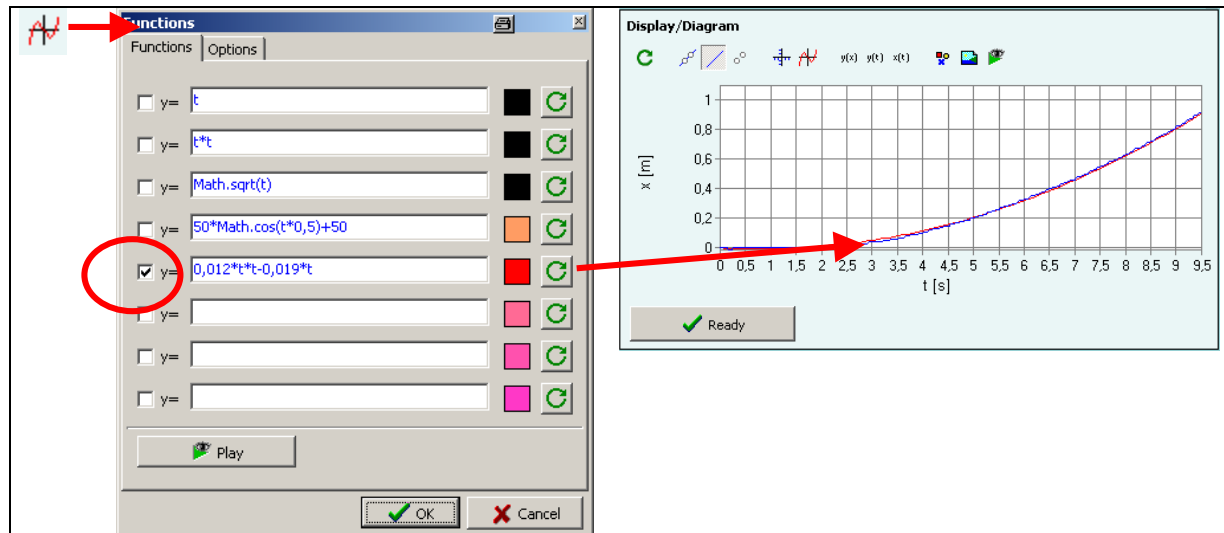 Functions
Functions Options
y= t
y= t*t
y= Math.sqrt(t)
y= 50*Math.cos(t*0,5)+50
y= 0,012*t*t-0,019*t
y=
y=
y=
Play
OK Cancel
Display/Diagram
y(x) y(t) x(t)
1
0,8
0,6
0,4
0,2
0
x [m]
0 0,5 1 1,5 2 2,5 3 3,5 4 4,5 5 5,5 6 6,5 7 7,5 8 8,5 9 9,5
t [s]
Ready